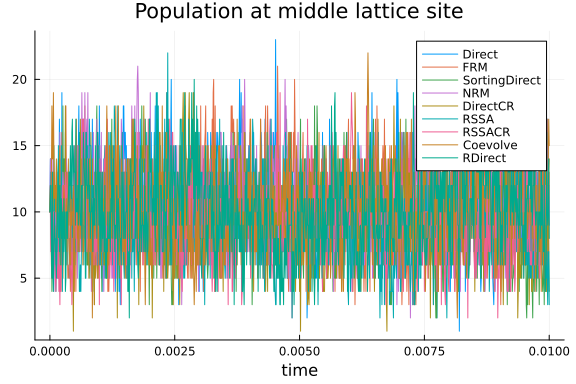 Population at middle lattice site
Direct
FRM
SortingDirect
NRM
DirectCR
RSSA
RSSACR
Coevolve
RDirect
20
15
10
5
0.0000
0.0025
0.0050
0.0075
0.0100
time